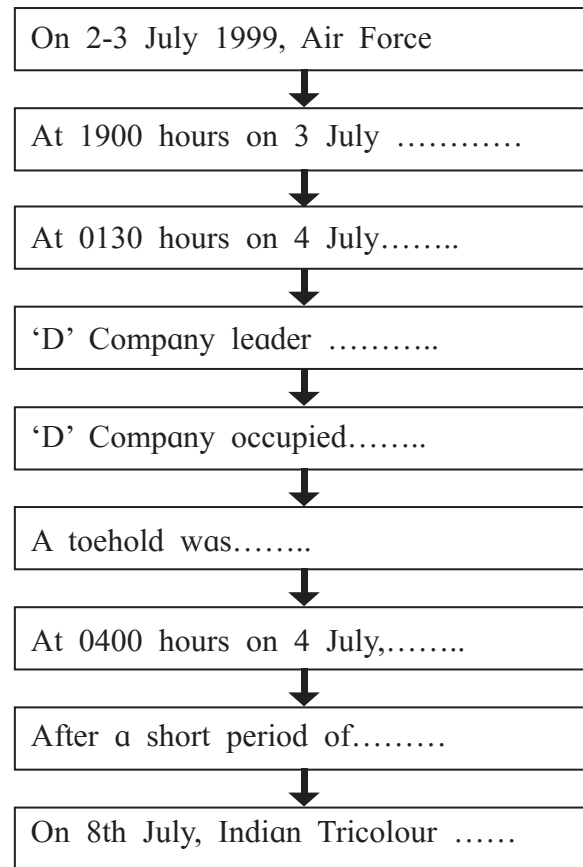 On 2-3 July 1999, Air Force
At 1900 hours on 3 July …………
At 0130 hours on 4 July……..
‘D’ Company leader ………..
‘D’ Company occupied……..
A toehold was……..
At 0400 hours on 4 July,……..
After a short period of………
On 8th July, Indian Tricolour ……